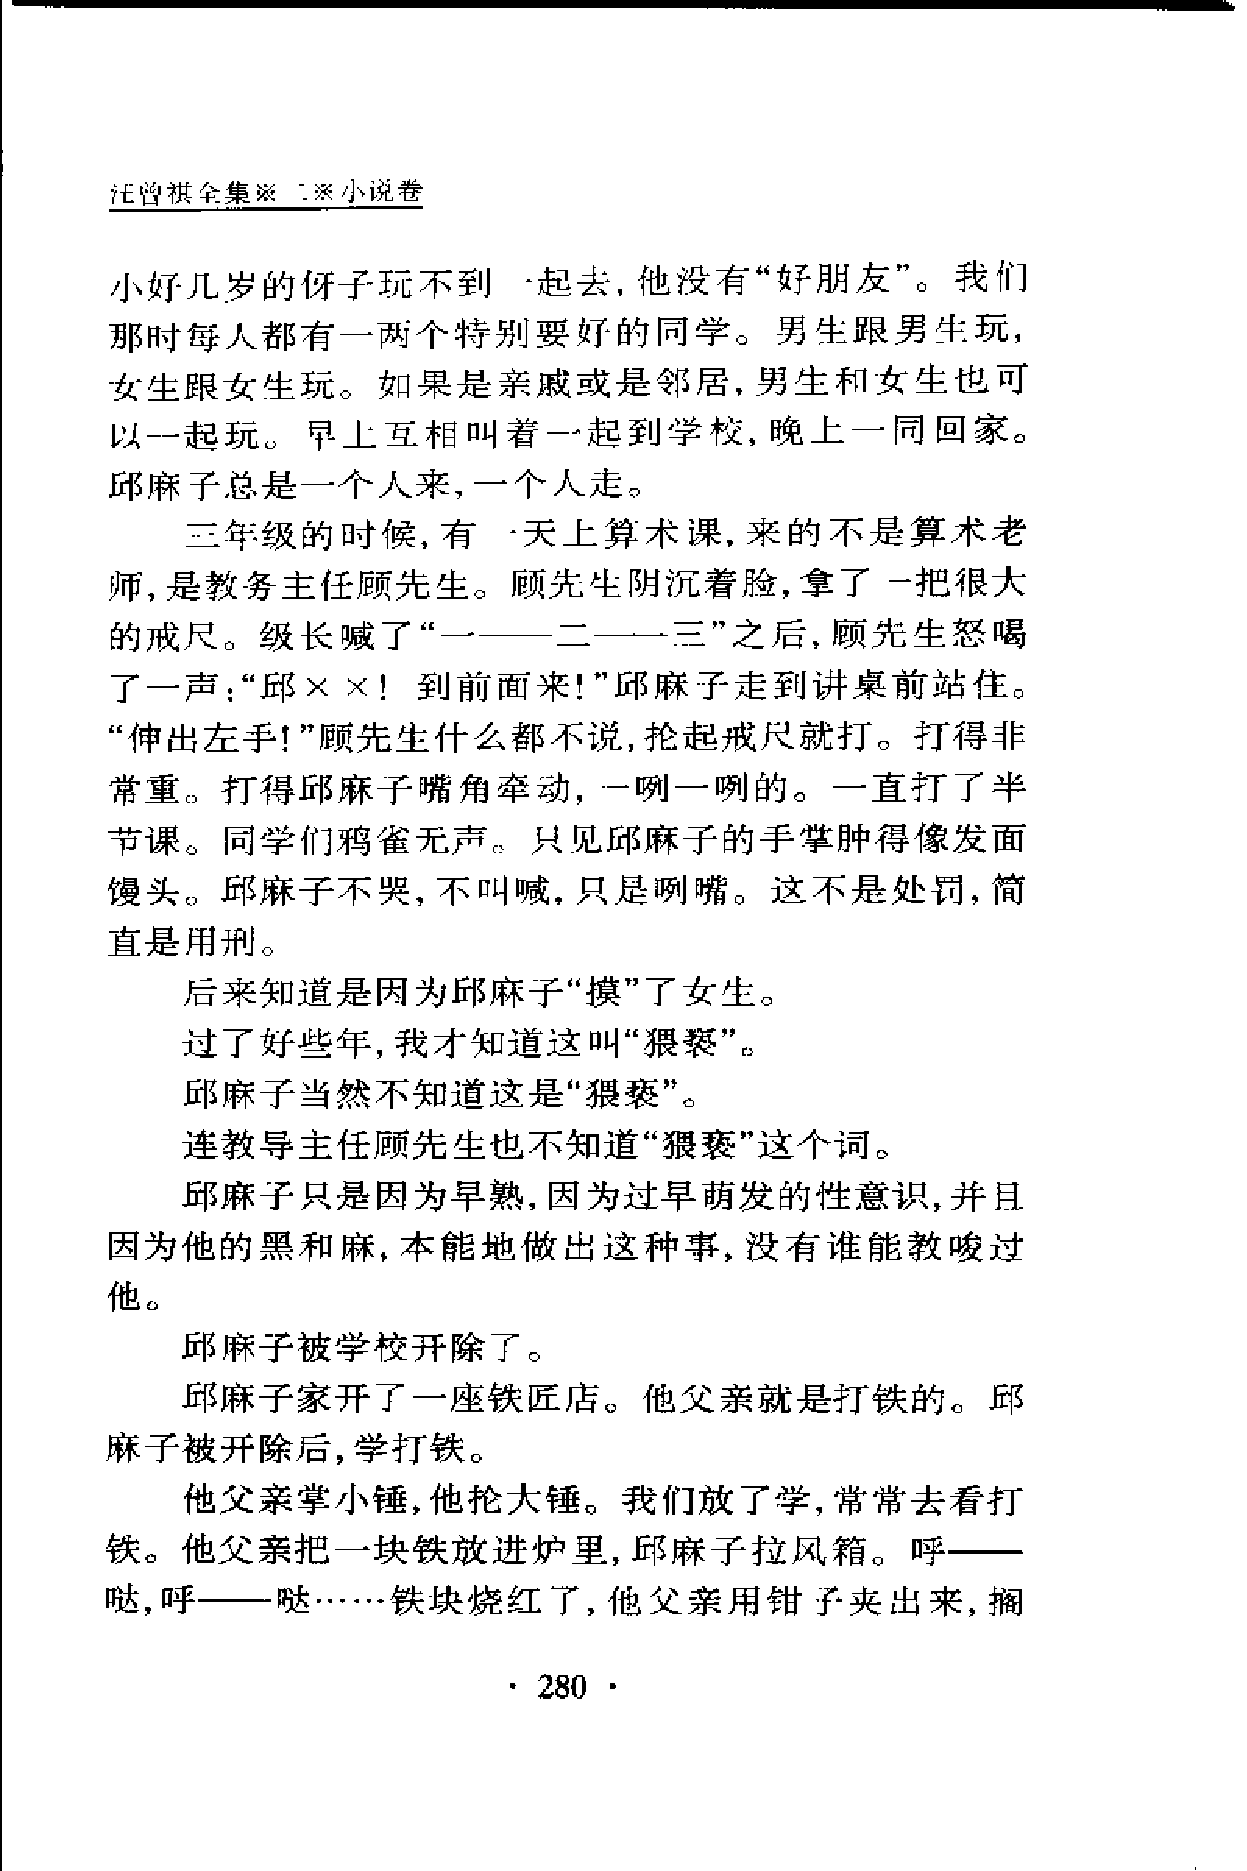 汪曾祺全集※二※小说卷
小好几岁的伢子玩不到一起去，他没有“好朋友”。我们
那时每人都有一两个特别要好的同学。男生跟男生玩，
女生跟女生玩。如果是亲戚或是邻居，男生和女生也可
以一起玩。早上互相叫着一起到学校，晚上一同回家。
邱麻子总是一个人来，一个人走。
三年级的时候，有一天上算术课，来的不是算术老
师，是教务主任顾先生。顾先生阴沉着脸，拿了一把很大
的戒尺。级长喊了“一——二——三”之后，顾先生怒喝
了一声：“邱××！到前面来！”邱麻子走到讲桌前站住。
“伸出左手！”顾先生什么都不说，抡起戒尺就打。打得非
常重。打得邱麻子嘴角牵动，一咧一咧的。一直打了半
节课。同学们鸦雀无声。只见邱麻子的手掌肿得像发面
馒头。邱麻子不哭，不叫喊，只是咧嘴。这不是处罚，简
直是用刑。
后来知道是因为邱麻子“摸”了女生。
过了好些年，我才知道这叫“猥亵”。
邱麻子当然不知道这是“猥亵”。
连教导主任顾先生也不知道“猥亵”这个词。
邱麻子只是因为早熟，因为过早萌发的性意识，并且
因为他的黑和麻，本能地做出这种事，没有谁能教唆过
他。
邱麻子被学校开除了。
邱麻子家开了一座铁匠店。他父亲就是打铁的。邱
麻子被开除后，学打铁。
他父亲掌小锤，他抡大锤。我们放了学，常常去看打
铁。他父亲把一块铁放进炉里，邱麻子拉风箱。呼——
哒，呼——哒……铁块烧红了，他父亲用钳子夹出来，搁
· 280 ·